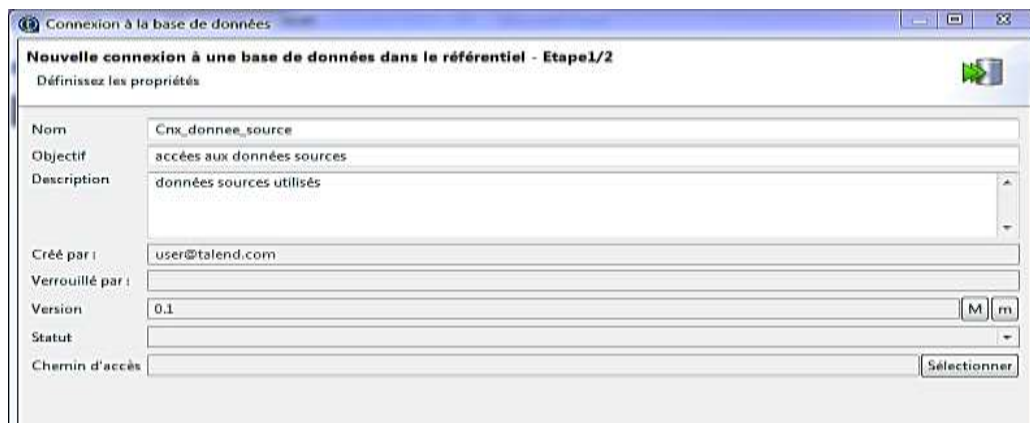 Connexion à la base de données
Nouvelle connexion à une base de données dans le référentiel - Etape1/2
Définissez les propriétés
Nom Cnx_donnee_source
Objectif accées aux données sources
Description données sources utilisés
Créé par : user@talend.com
Verrouillé par :
Version 0.1 M m
Statut
Chemin d'accès Sélectionner